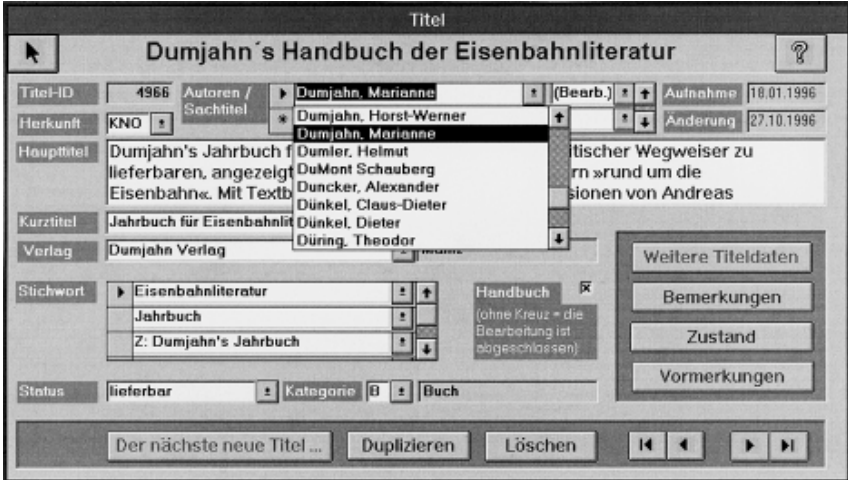 Titel
Dumjahn´s Handbuch der Eisenbahnliteratur
?
Titel-ID 4966 Autoren / Sachtitel Dumjahn, Marianne (Bearb.) Aufnahme 18.01.1996
Herkunft KNO * Änderung 27.10.1996
Dumjahn, Horst-Werner
Dumjahn, Marianne
Dumler, Helmut
DuMont Schauberg
Duncker, Alexander
Dünkel, Claus-Dieter
Dünkel, Dieter
Düring, Theodor
Haupttitel Dumjahn's Jahrbuch f itischer Wegweiser zu
lieferbaren, angezeigt rn »rund um die
Eisenbahn«. Mit Textb sionen von Andreas
Kurztitel Jahrbuch für Eisenbahnlit
Verlag Dumjahn Verlag Mainz
Weitere Titeldaten
Stichwort Eisenbahnliteratur
Jahrbuch
Z: Dumjahn's Jahrbuch
Handbuch
(ohne Kreuz = die
Bearbeitung ist
abgeschlossen)
Bemerkungen
Zustand
Vormerkungen
Status lieferbar Kategorie B Buch
Der nächste neue Titel ... Duplizieren Löschen